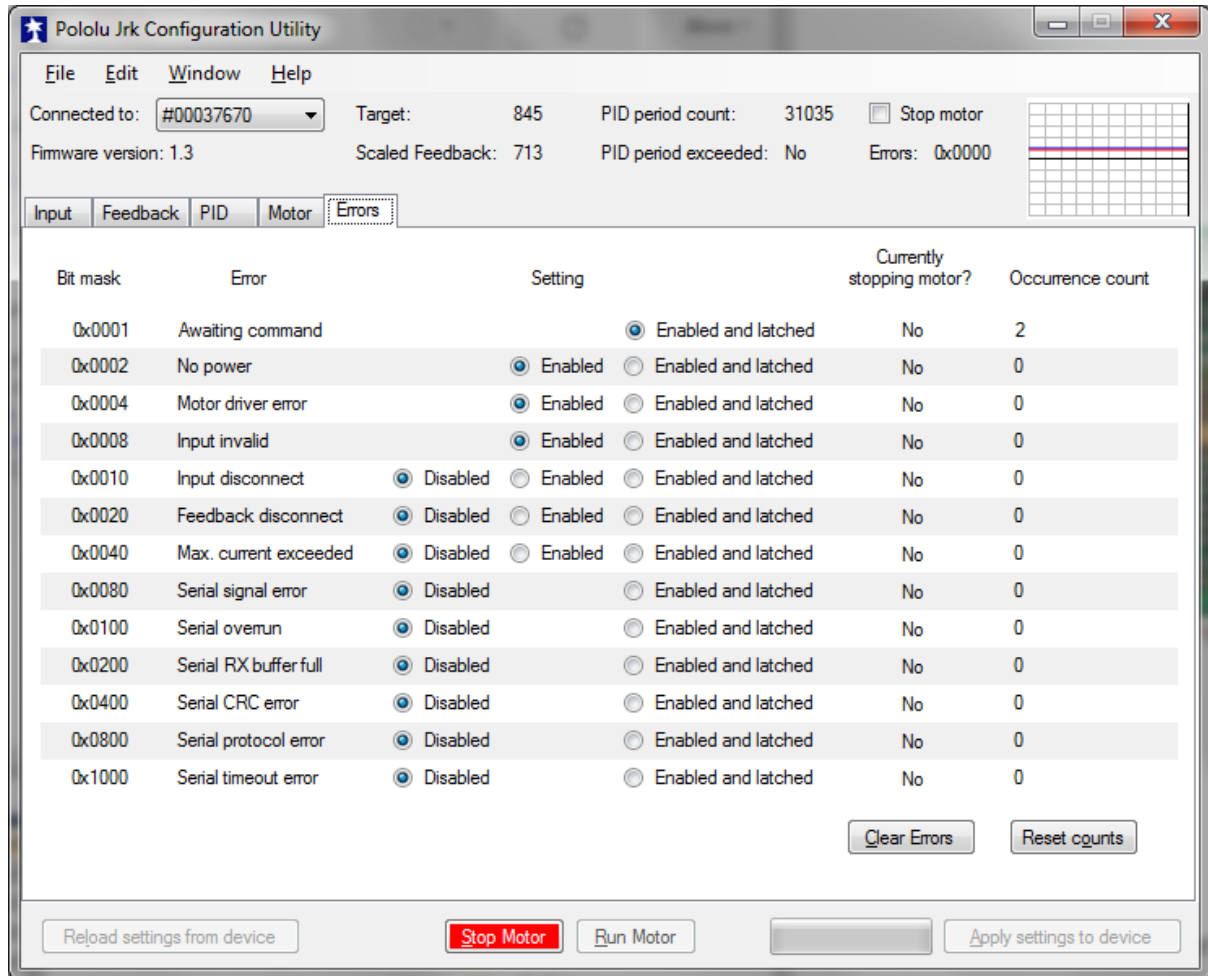 Pololu Jrk Configuration Utility
File Edit Window Help
Connected to: #00037670 Target: 845 PID period count: 31035 Stop motor
Firmware version: 1.3 Scaled Feedback: 713 PID period exceeded: No Errors: 0x0000
Input Feedback PID Motor Errors
Currently
Bit mask Error Setting stopping motor? Occurrence count
0x0001 Awaiting command Enabled and latched No 2
0x0002 No power Enabled Enabled and latched No 0
0x0004 Motor driver error Enabled Enabled and latched No 0
0x0008 Input invalid Enabled Enabled and latched No 0
0x0010 Input disconnect Disabled Enabled Enabled and latched No 0
0x0020 Feedback disconnect Disabled Enabled Enabled and latched No 0
0x0040 Max. current exceeded Disabled Enabled Enabled and latched No 0
0x0080 Serial signal error Disabled Enabled and latched No 0
0x0100 Serial overrun Disabled Enabled and latched No 0
0x0200 Serial RX buffer full Disabled Enabled and latched No 0
0x0400 Serial CRC error Disabled Enabled and latched No 0
0x0800 Serial protocol error Disabled Enabled and latched No 0
0x1000 Serial timeout error Disabled Enabled and latched No 0
Clear Errors Reset counts
Reload settings from device Stop Motor Run Motor Apply settings to device